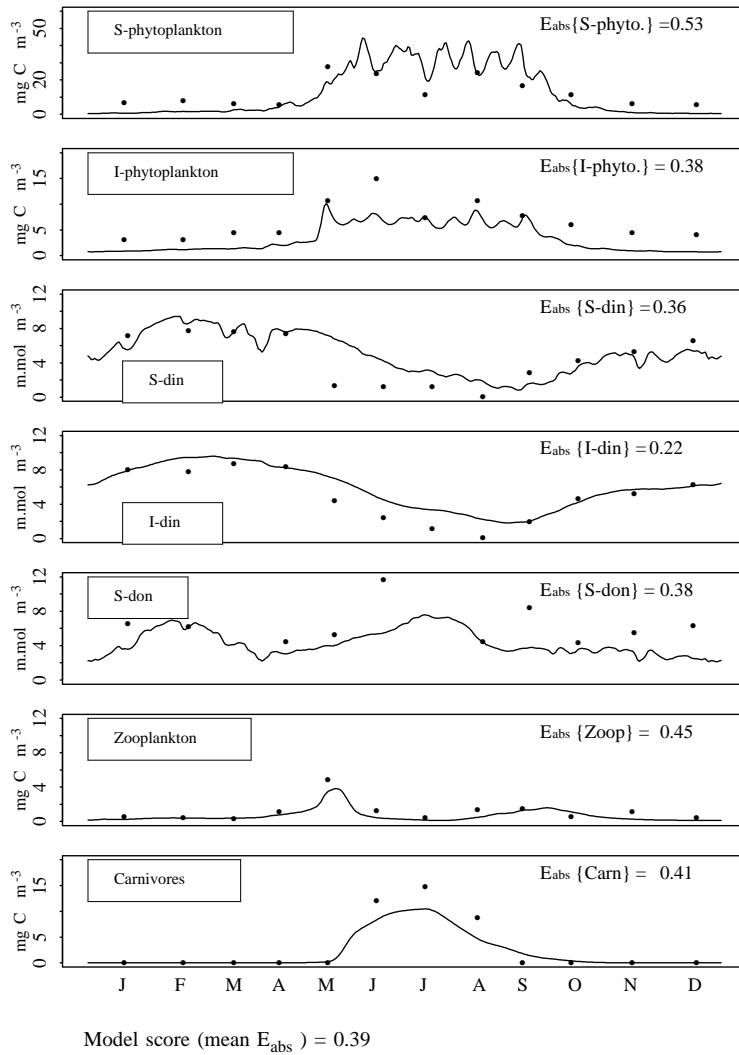 S-phytoplankton
Eabs{S-phyto.} =0.53
50
20
0
mg C m-3
I-phytoplankton
Eabs{I-phyto.} =0.38
15
5
0
mg C m-3
Eabs {S-din} =0.36
12
8
4
0
m.mol m-3
S-din
Eabs {I-din} =0.22
12
8
4
0
m.mol m-3
I-din
S-don
Eabs {S-don} =0.38
12
8
4
0
m.mol m-3
Zooplankton
Eabs {Zoop} = 0.45
12
8
4
0
mg C m-3
Carnivores
Eabs {Carn} = 0.41
15
5
0
mg C m-3
J F M A M J J A S O N D
Model score (mean Eabs ) = 0.39